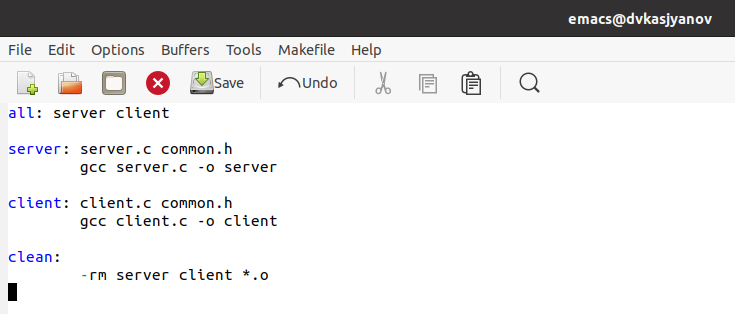 emacs@dvkasjyanov
File Edit Options Buffers Tools Makefile Help
Save Undo
all: server client
server: server.c common.h
gcc server.c -o server
client: client.c common.h
gcc client.c -o client
clean:
-rm server client *.o